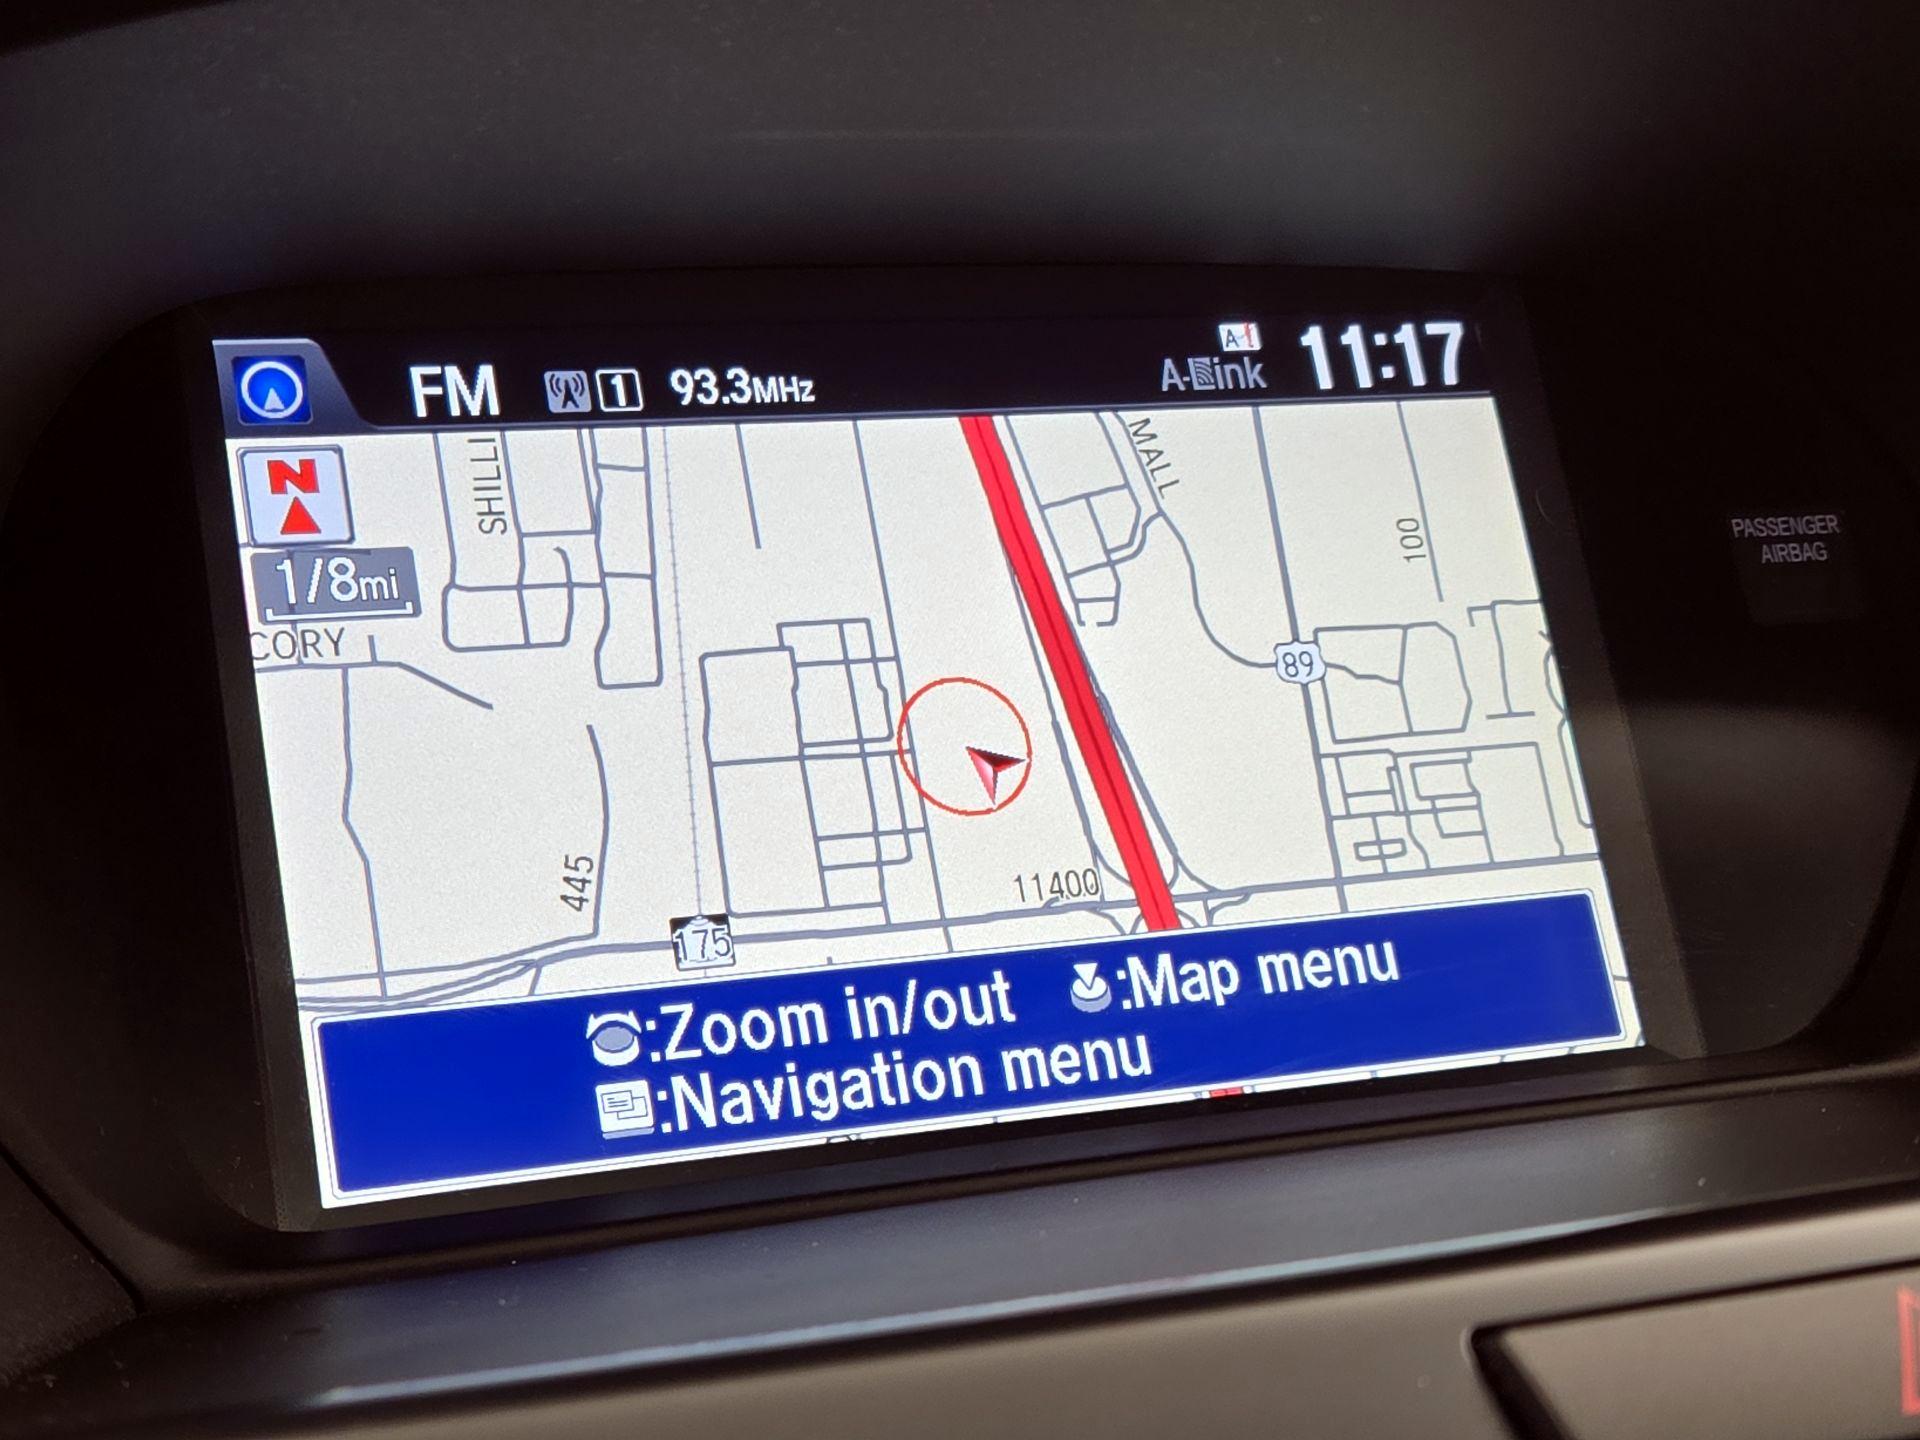 FM 1 93.3MHz A-Link 11:17
N
1/8mi
SHILLI
MALL
100
CORY
89
445
11400
175
:Zoom in/out :Map menu
:Navigation menu
PASSENGER
AIRBAG